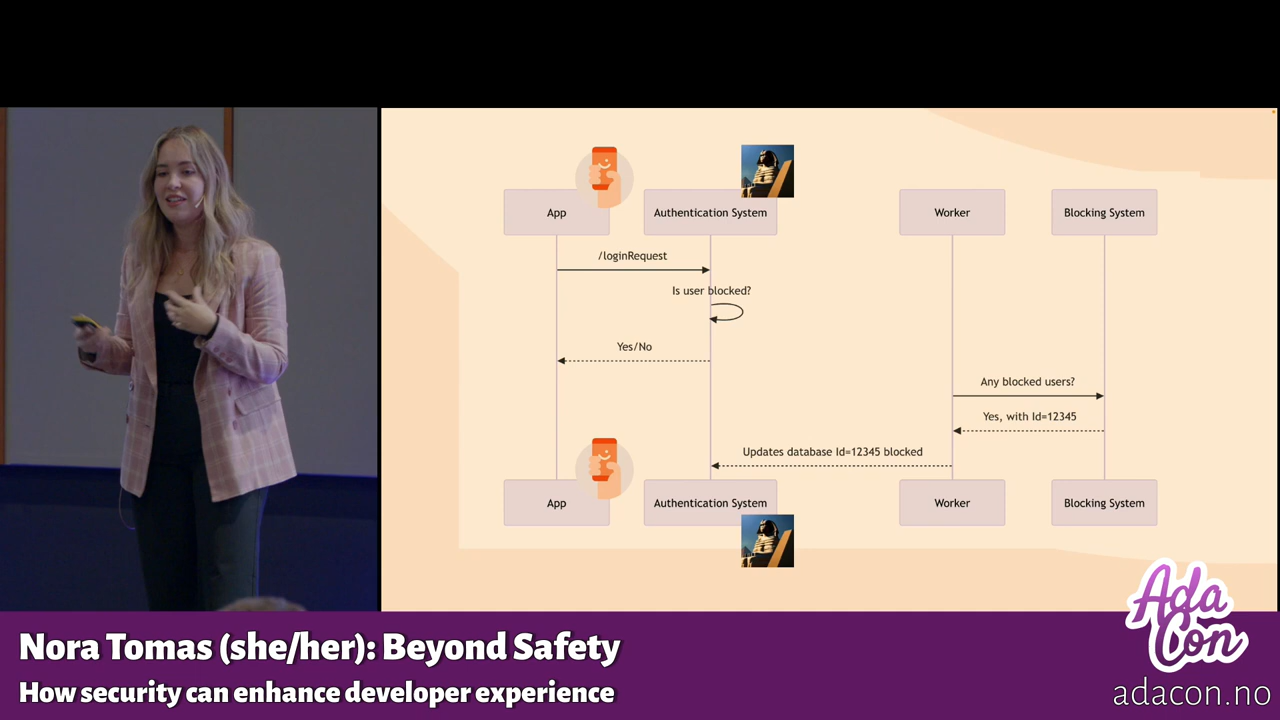 App
Authentication System
Worker
Blocking System
/loginRequest
Is user blocked?
Yes/No
Any blocked users?
Yes, with Id=12345
Updates database Id=12345 blocked
App
Authentication System
Worker
Blocking System
Nora Tomas (she/her): Beyond Safety
How security can enhance developer experience
Ada
Con
adacon.no